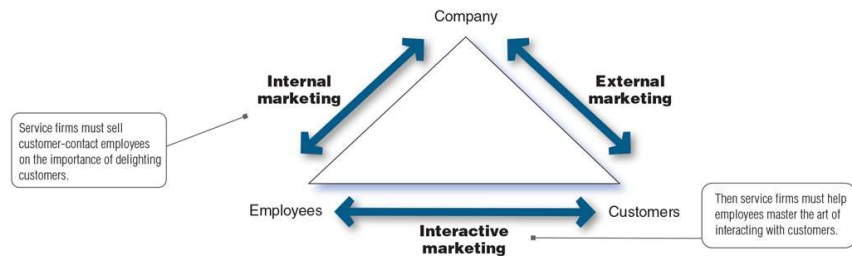 Company
Internal
marketing
External
marketing
Service firms must sell
customer-contact employees
on the importance of delighting
customers.
Employees
Customers
Interactive
marketing
Then service firms must help
employees master the art of
interacting with customers.